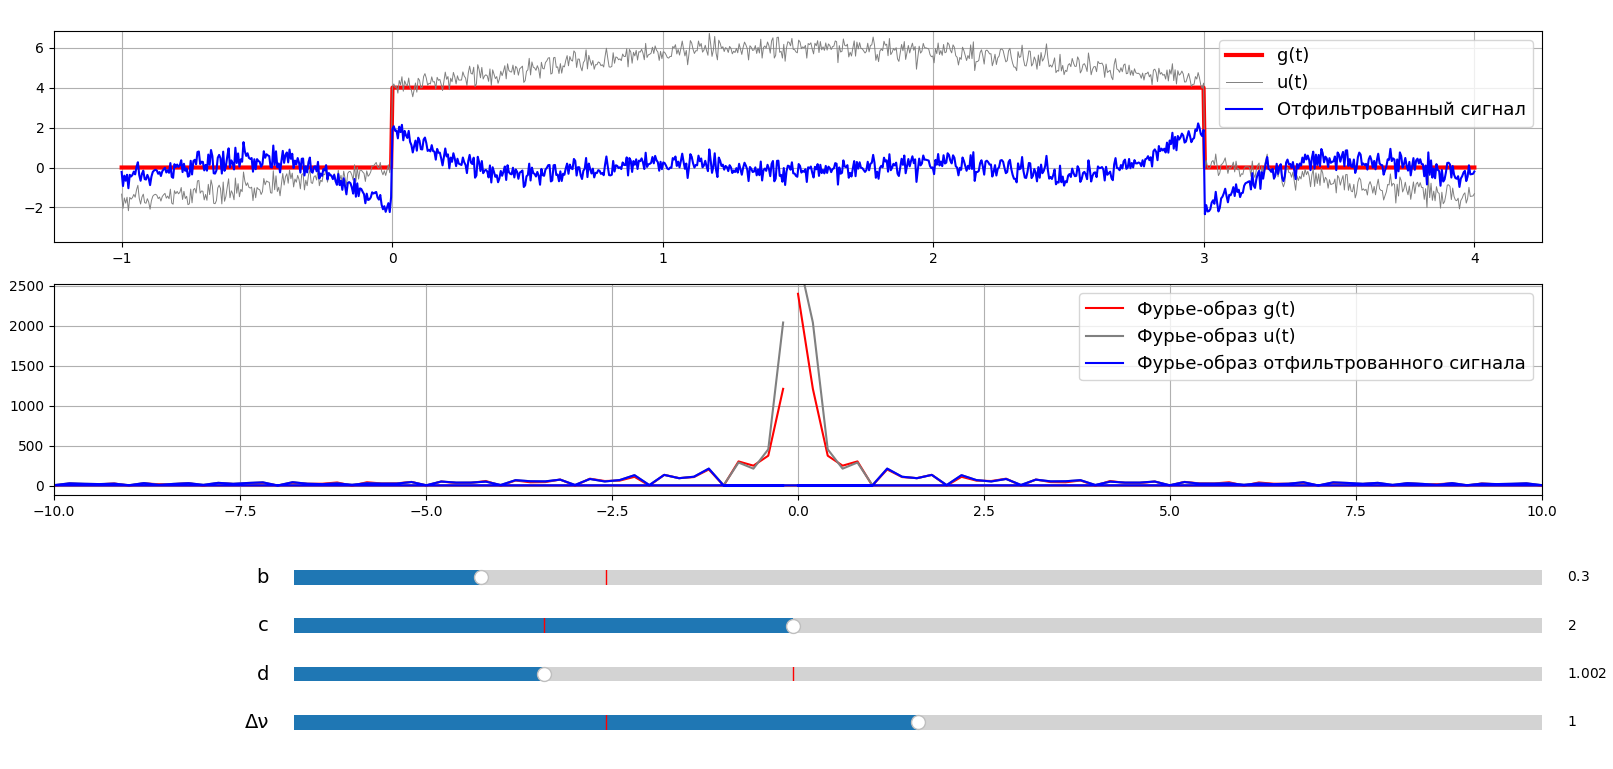 6
4
2
0
−2
g(t)
u(t)
Отфильтрованный сигнал
−1 0 1 2 3 4
2500
2000
1500
1000
500
0
Фурье-образ g(t)
Фурье-образ u(t)
Фурье-образ отфильтрованного сигнала
−10.0 −7.5 −5.0 −2.5 0.0 2.5 5.0 7.5 10.0
b 0.3
c 2
d 1.002
Δν 1